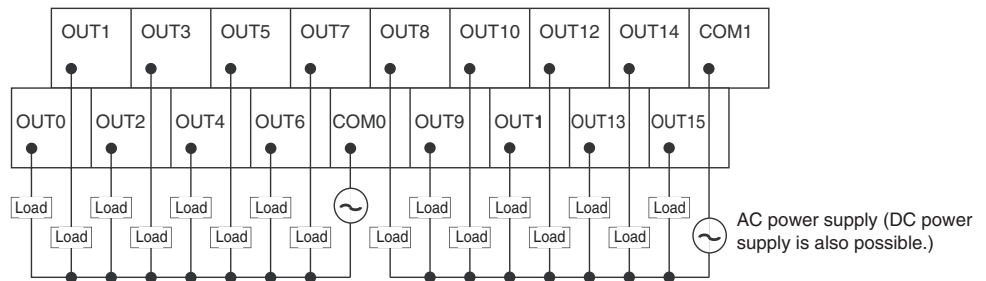 OUT1 OUT3 OUT5 OUT7 OUT8 OUT10 OUT12 OUT14 COM1
OUT0 OUT2 OUT4 OUT6 COM0 OUT9 OUT1 OUT13 OUT15
Load Load Load Load Load Load Load Load
Load Load Load Load Load Load Load Load
AC power supply (DC power
supply is also possible.)